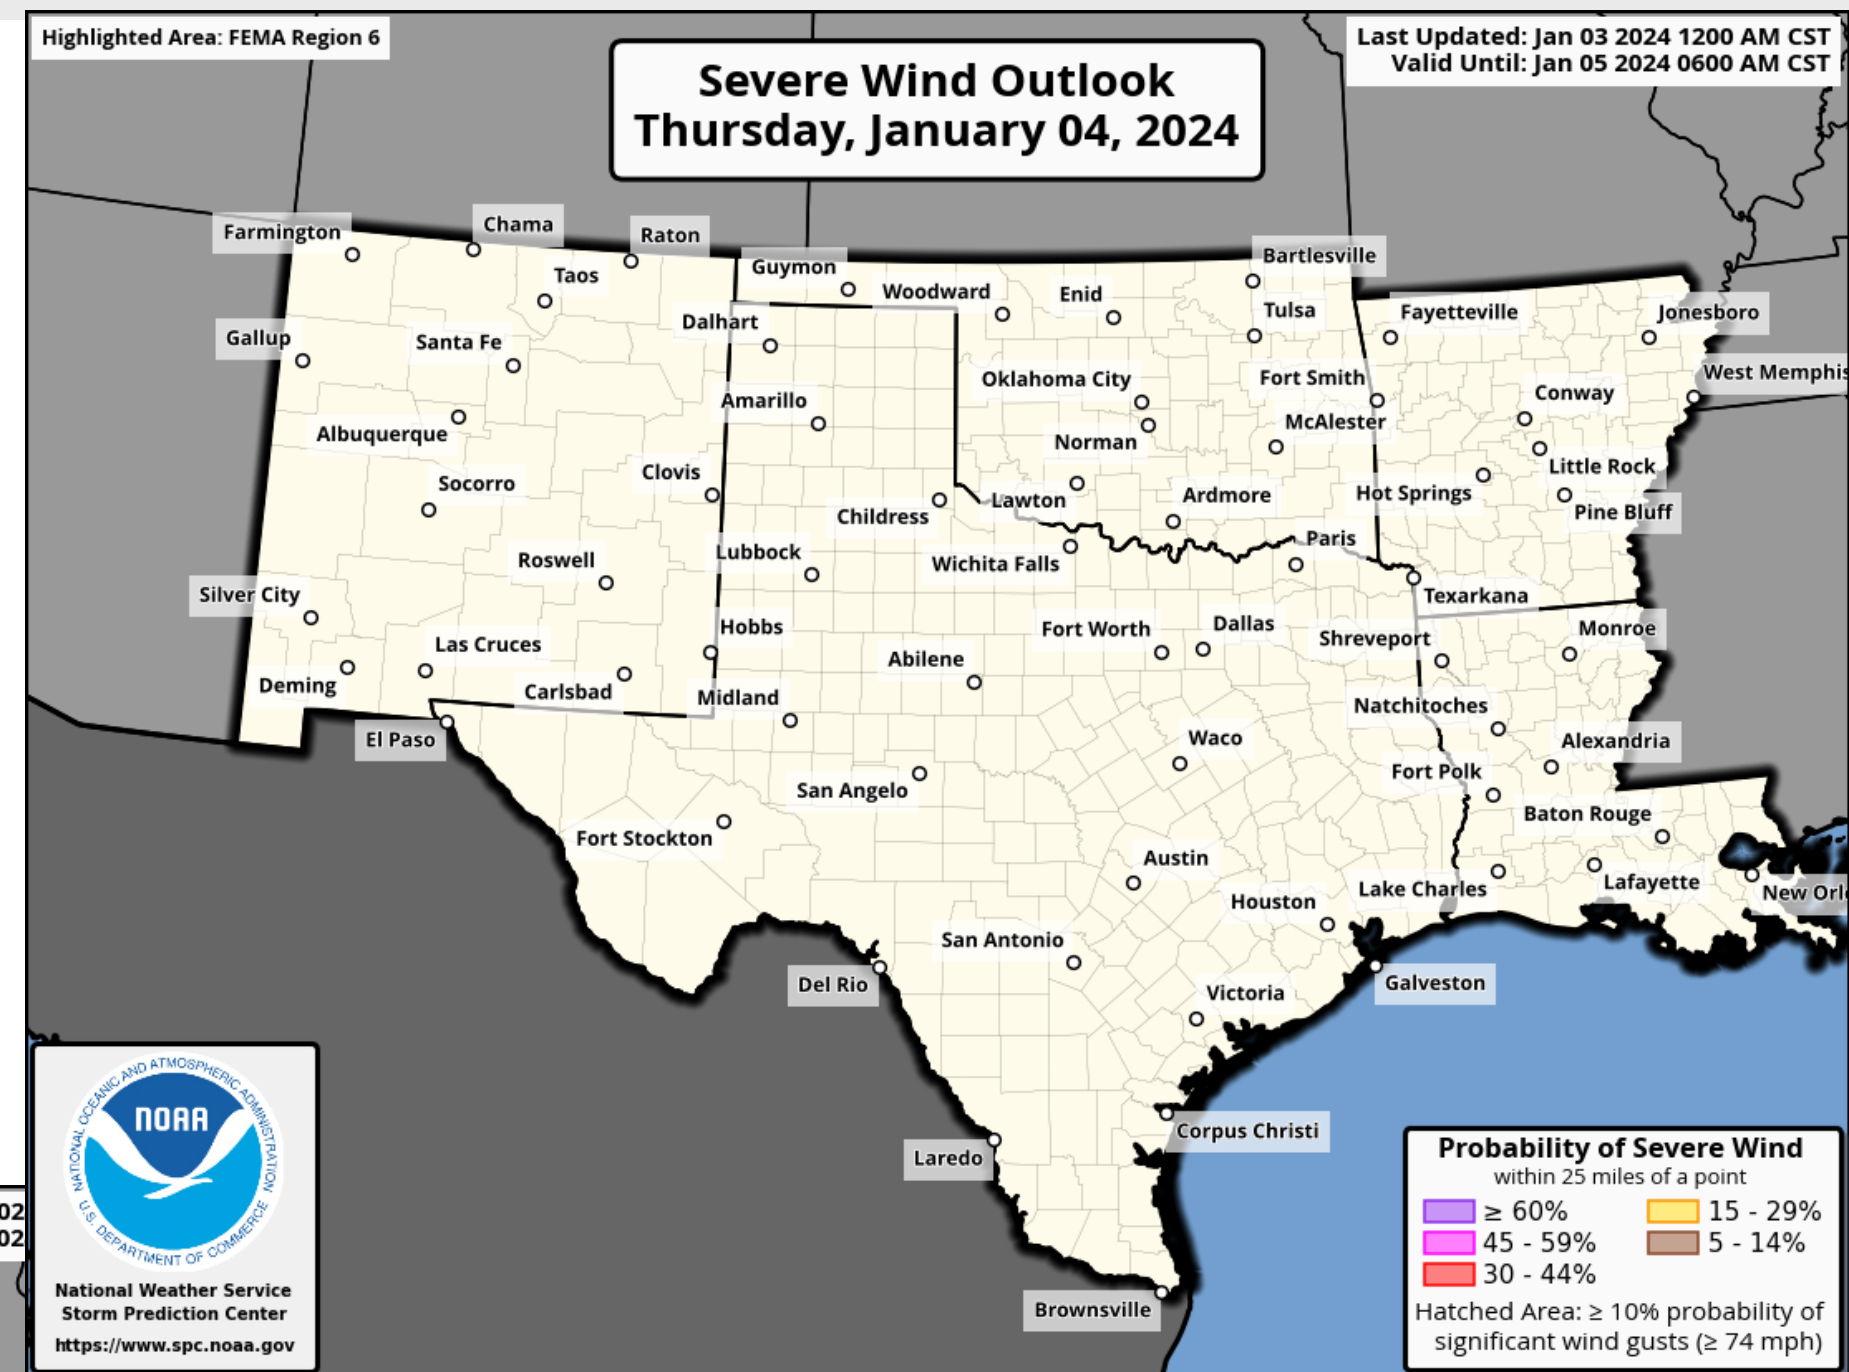 Highlighted Area: FEMA Region 6
Severe Wind Outlook
Thursday, January 04, 2024
Last Updated: Jan 03 2024 1200 AM CST
Valid Until: Jan 05 2024 0600 AM CST
Farmington
Chama
Raton
Taos
Guymon
Woodward
Enid
Bartlesville
Tulsa
Fayetteville
Jonesboro
Gallup
Santa Fe
Dalhart
Oklahoma City
Fort Smith
Conway
West Memphis
Albuquerque
Amarillo
Norman
McAlester
Little Rock
Socorro
Clovis
Childress
Lawton
Ardmore
Hot Springs
Pine Bluff
Roswell
Lubbock
Wichita Falls
Paris
Texarkana
Silver City
Las Cruces
Hobbs
Abilene
Fort Worth
Dallas
Shreveport
Monroe
Deming
Carlsbad
Midland
Natchitoches
El Paso
Waco
Alexandria
San Angelo
Fort Polk
Fort Stockton
Baton Rouge
Austin
Houston
Lake Charles
Lafayette
New Orl
San Antonio
Del Rio
Victoria
Galveston
Corpus Christi
Laredo
Brownsville
02
02
NATIONAL OCEANIC AND ATMOSPHERIC ADMINISTRATION
NOAA
U.S. DEPARTMENT OF COMMERCE
National Weather Service
Storm Prediction Center
https://www.spc.noaa.gov
Probability of Severe Wind
within 25 miles of a point
≥ 60%
15 - 29%
45 - 59%
5 - 14%
30 - 44%
Hatched Area: ≥ 10% probability of
significant wind gusts (≥ 74 mph)